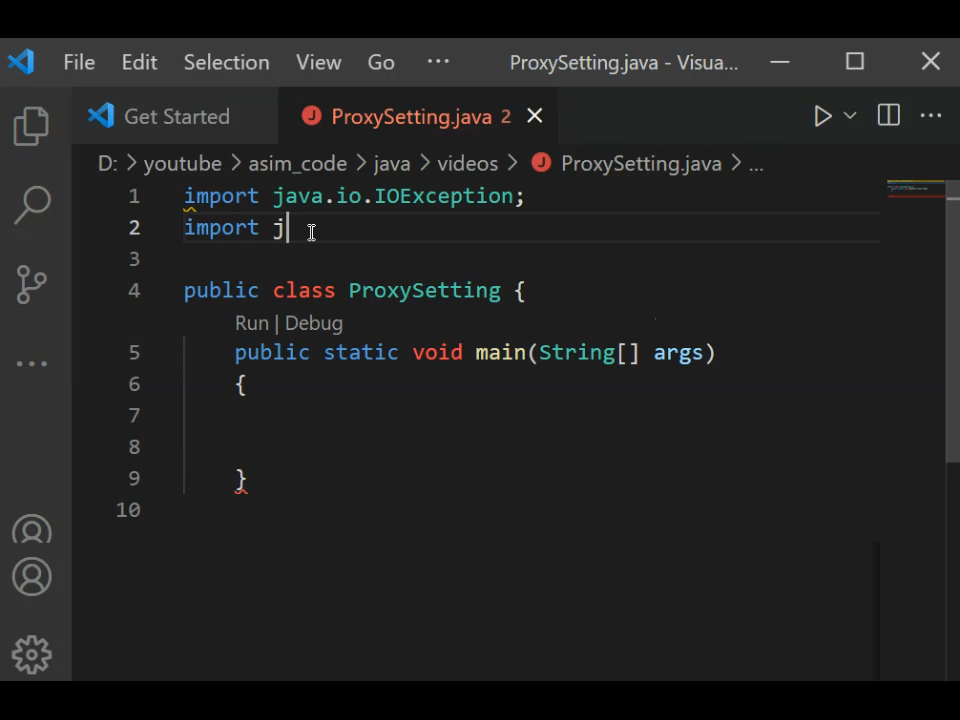 File Edit Selection View Go ··· ProxySetting.java - Visua...
Get Started ProxySetting.java 2
D: > youtube > asim_code > java > videos > ProxySetting.java > ...
1 import java.io.IOException;
2 import j
3
4 public class ProxySetting {
Run | Debug
5 public static void main(String[] args)
6 {
7
8
9 }
10